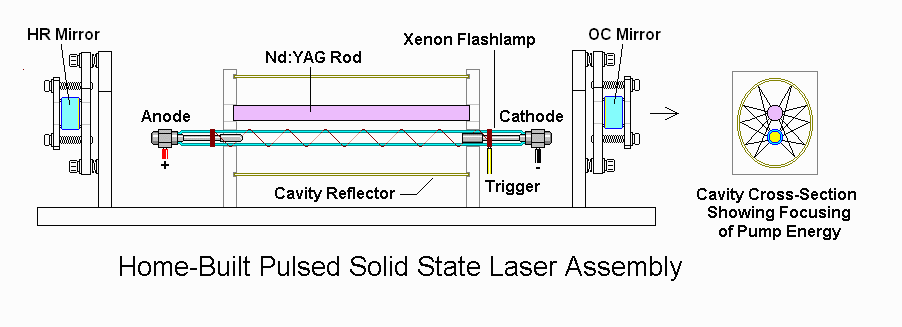 HR Mirror
Xenon Flashlamp
OC Mirror
Nd:YAG Rod
Anode
Cathode
+
-
Cavity Reflector
Trigger
Cavity Cross-Section
Showing Focusing
of Pump Energy
Home-Built Pulsed Solid State Laser Assembly